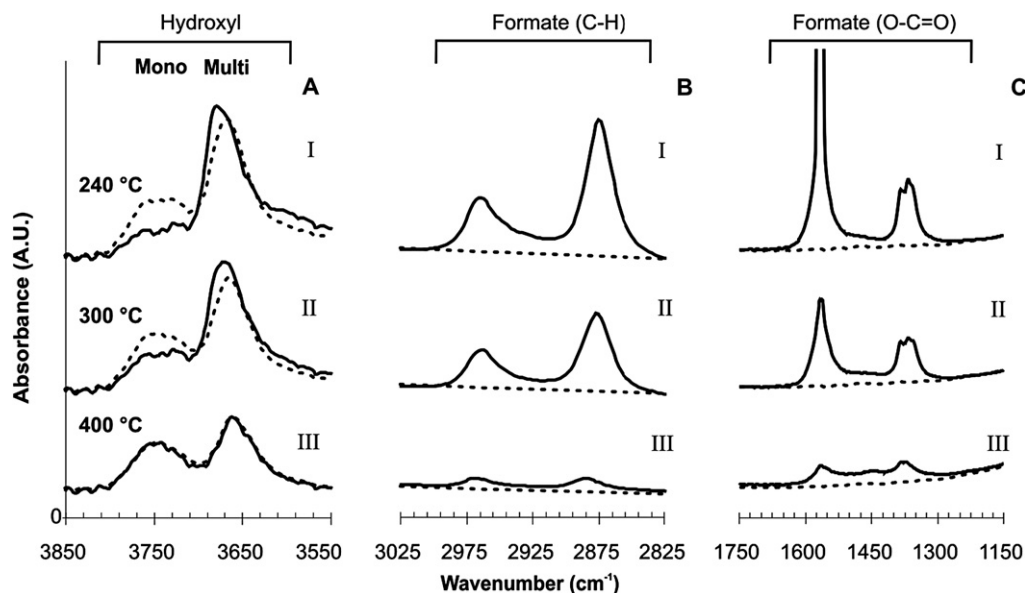 Hydroxyl
Formate (C-H)
Formate (O-C=O)
Mono Multi
A
B
C
I
I
I
240 °C
II
II
II
300 °C
III
III
III
400 °C
Absorbance (A.U.)
0
3850 3750 3650 3550
3025 2975 2925 2875 2825
1750 1600 1450 1300 1150
Wavenumber (cm⁻¹)